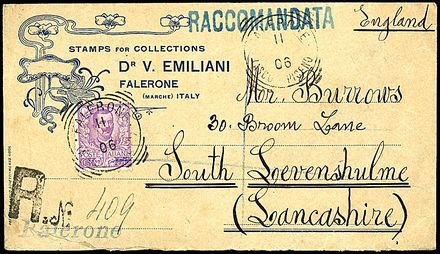 RACCOMANDATA
England
STAMPS FOR COLLECTIONS
DR V. EMILIANI
FALERONE
(MARCHE) ITALY
11
06
FALERONE
11
06
Mr. Burrows
30. Broom Lane
South Levenshulme
(Lancashire)
R.
No 409
Falerone